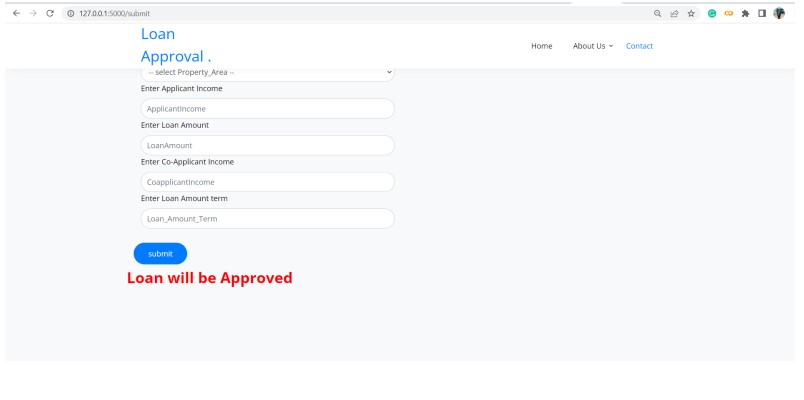 127.0.0.1:5000/submit
Loan
Approval .
Home About Us Contact
-- select Property_Area --
Enter Applicant Income
ApplicantIncome
Enter Loan Amount
LoanAmount
Enter Co-Applicant Income
CoapplicantIncome
Enter Loan Amount term
Loan_Amount_Term
submit
Loan will be Approved